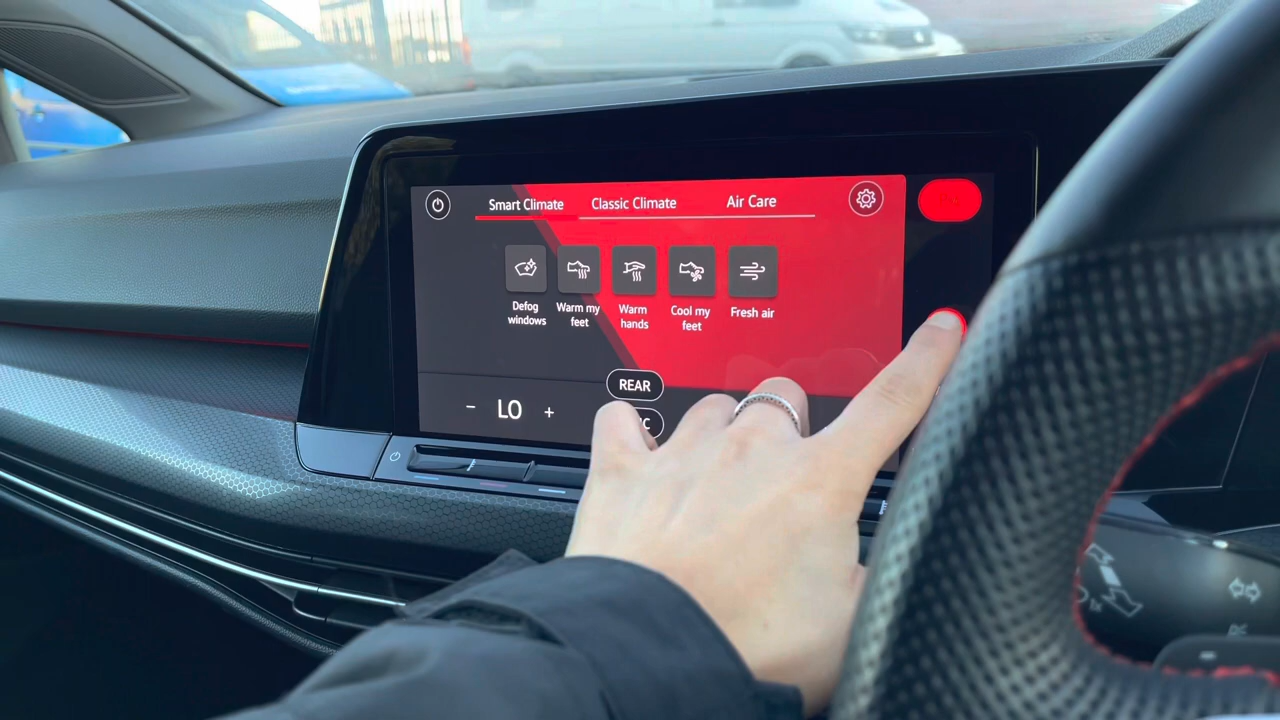 Smart Climate
Classic Climate
Air Care
Defog
windows
Warm my
feet
Warm
hands
Cool my
feet
Fresh air
REAR
- LO +